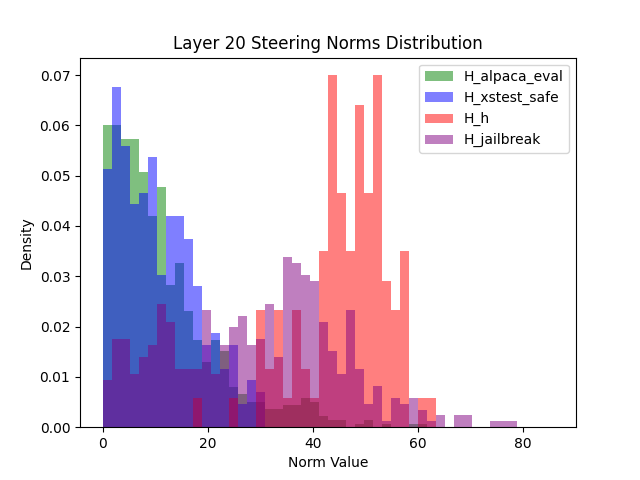 Layer 20 Steering Norms Distribution
H_alpaca_eval
H_xstest_safe
H_h
H_jailbreak
0.07
0.06
0.05
0.04
0.03
0.02
0.01
0.00
Density
0
20
40
60
80
Norm Value